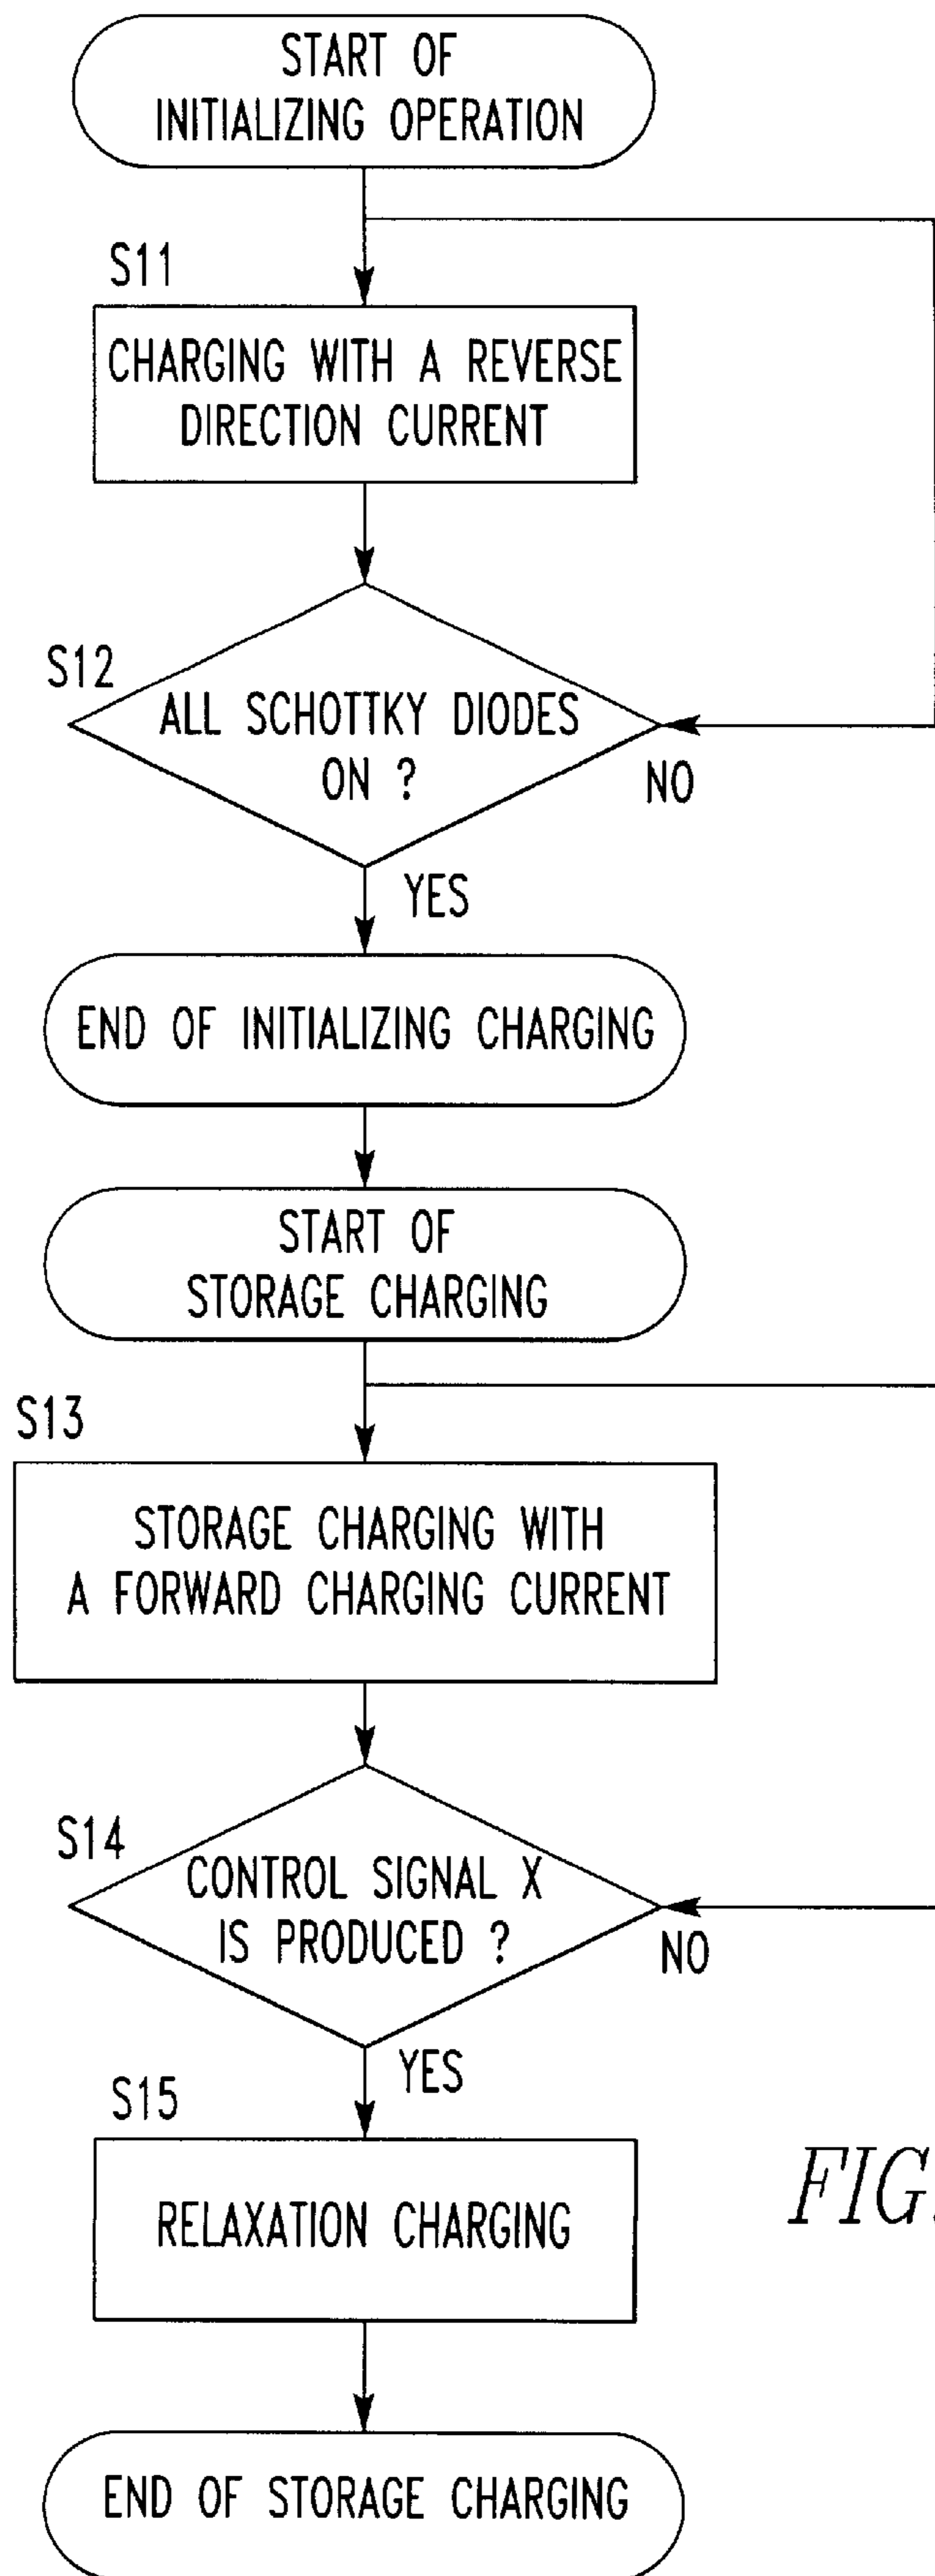 START OF
INITIALIZING OPERATION
S11
CHARGING WITH A REVERSE
DIRECTION CURRENT
S12
ALL SCHOTTKY DIODES
ON ?
NO
YES
END OF INITIALIZING CHARGING
START OF
STORAGE CHARGING
S13
STORAGE CHARGING WITH
A FORWARD CHARGING CURRENT
S14
CONTROL SIGNAL X
IS PRODUCED ?
NO
YES
S15
RELAXATION CHARGING
FIG.
END OF STORAGE CHARGING